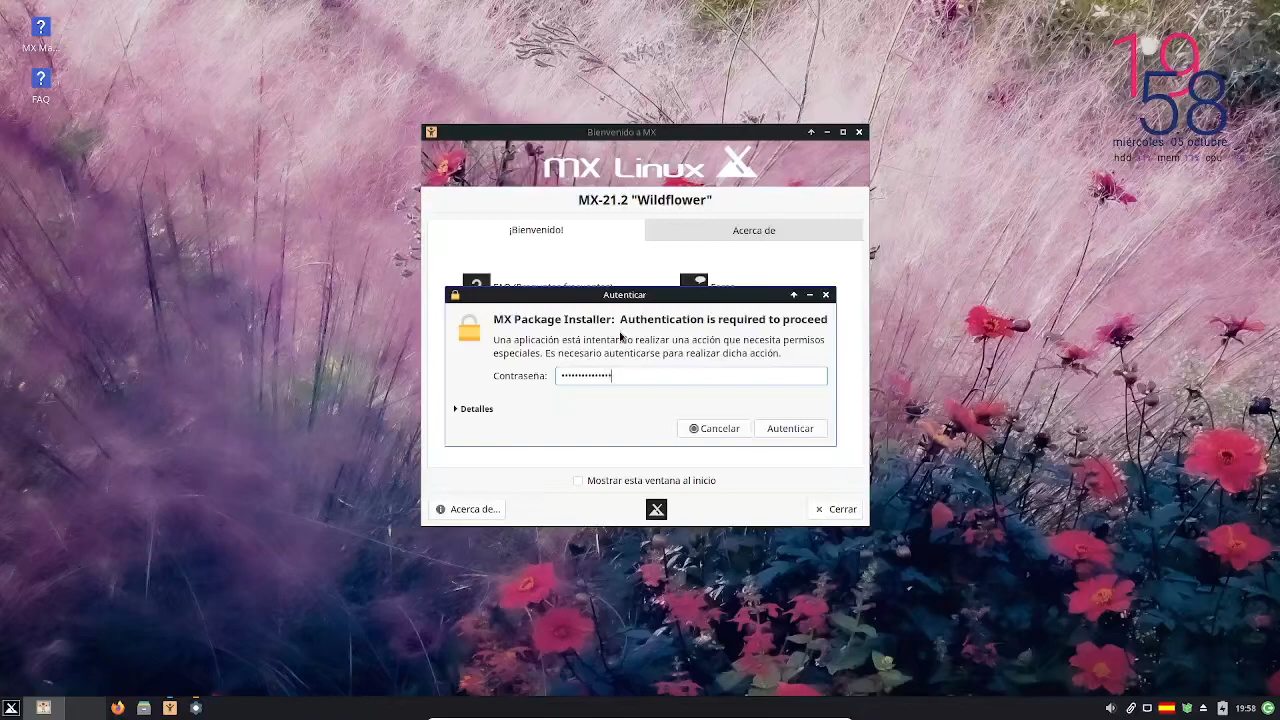 MX Ma...
FAQ
19
58
miércoles 05 octubre
hdd
mem
cpu
Bienvenido a MX
MX Linux
MX-21.2 "Wildflower"
¡Bienvenido!
Acerca de
Autenticar
MX Package Installer: Authentication is required to proceed
Una aplicación está intentando realizar una acción que necesita permisos
especiales. Es necesario autenticarse para realizar dicha acción.
Contraseña:
Detalles
Cancelar
Autenticar
Mostrar esta ventana al inicio
Acerca de...
Cerrar
19:58